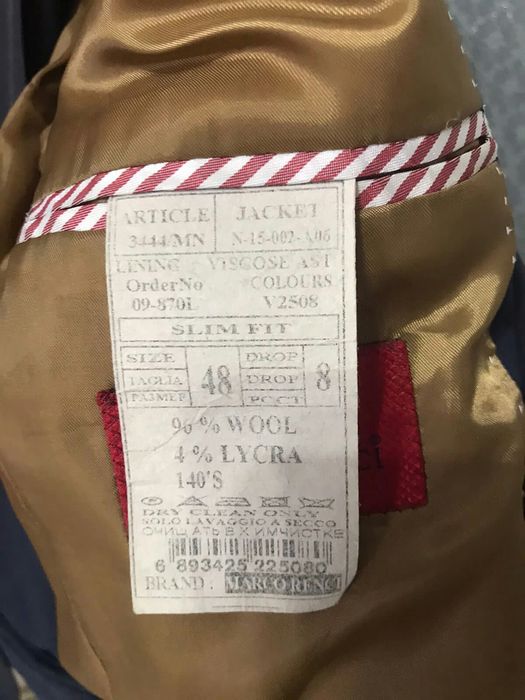 ARTICLE JACKET
3444/MN N-15-002-A06
LINING VISCOSE AST
OrderNo COLOURS
09-870L V2508
SLIM FIT
SIZE DROP
TAGLIA 48 DROP 8
РАЗМЕР РОСТ
% WOOL
4 % LYCRA
140'S
DRY CLEAN ONLY
SOLO LAVAGGIO A SECCO
ОЧИЩАТЬ В ХИМЧИСТКЕ
6 893425 225080
BRAND : MARCO RENCI
ci